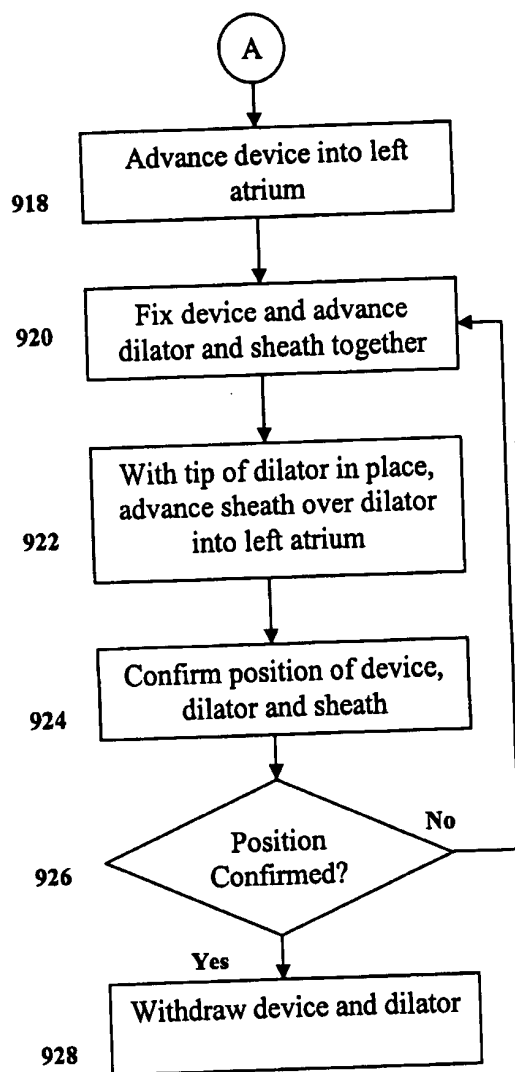 A
Advance device into left
atrium
918
Fix device and advance
dilator and sheath together
920
With tip of dilator in place,
advance sheath over dilator
into left atrium
922
Confirm position of device,
dilator and sheath
924
Position
Confirmed?
No
926
Yes
Withdraw device and dilator
928